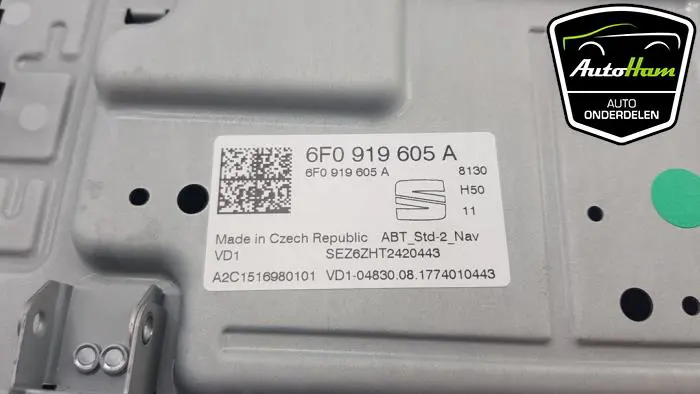 AutoHam
AUTO
ONDERDELEN
6F0 919 605 A
6F0 919 605 A
8130
H50
11
Made in Czech Republic ABT_Std-2_Nav
VD1 SEZ6ZHT2420443
A2C1516980101 VD1-04830.08.1774010443